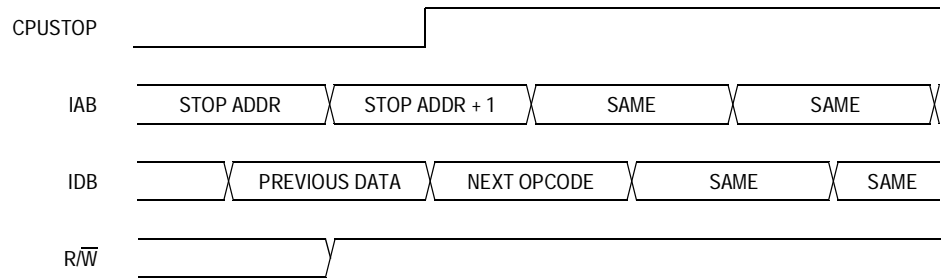 CPUSTOP
IAB STOP ADDR STOP ADDR + 1 SAME SAME
IDB PREVIOUS DATA NEXT OPCODE SAME SAME
R/W̅